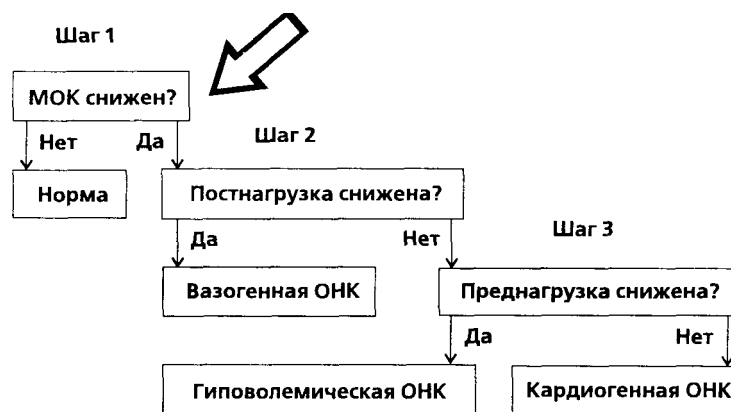 Шаг 1
МОК снижен?
Нет
Да
Шаг 2
Норма
Постнагрузка снижена?
Да
Нет
Шаг 3
Вазогенная ОНК
Преднагрузка снижена?
Да
Нет
Гиповолемическая ОНК
Кардиогенная ОНК